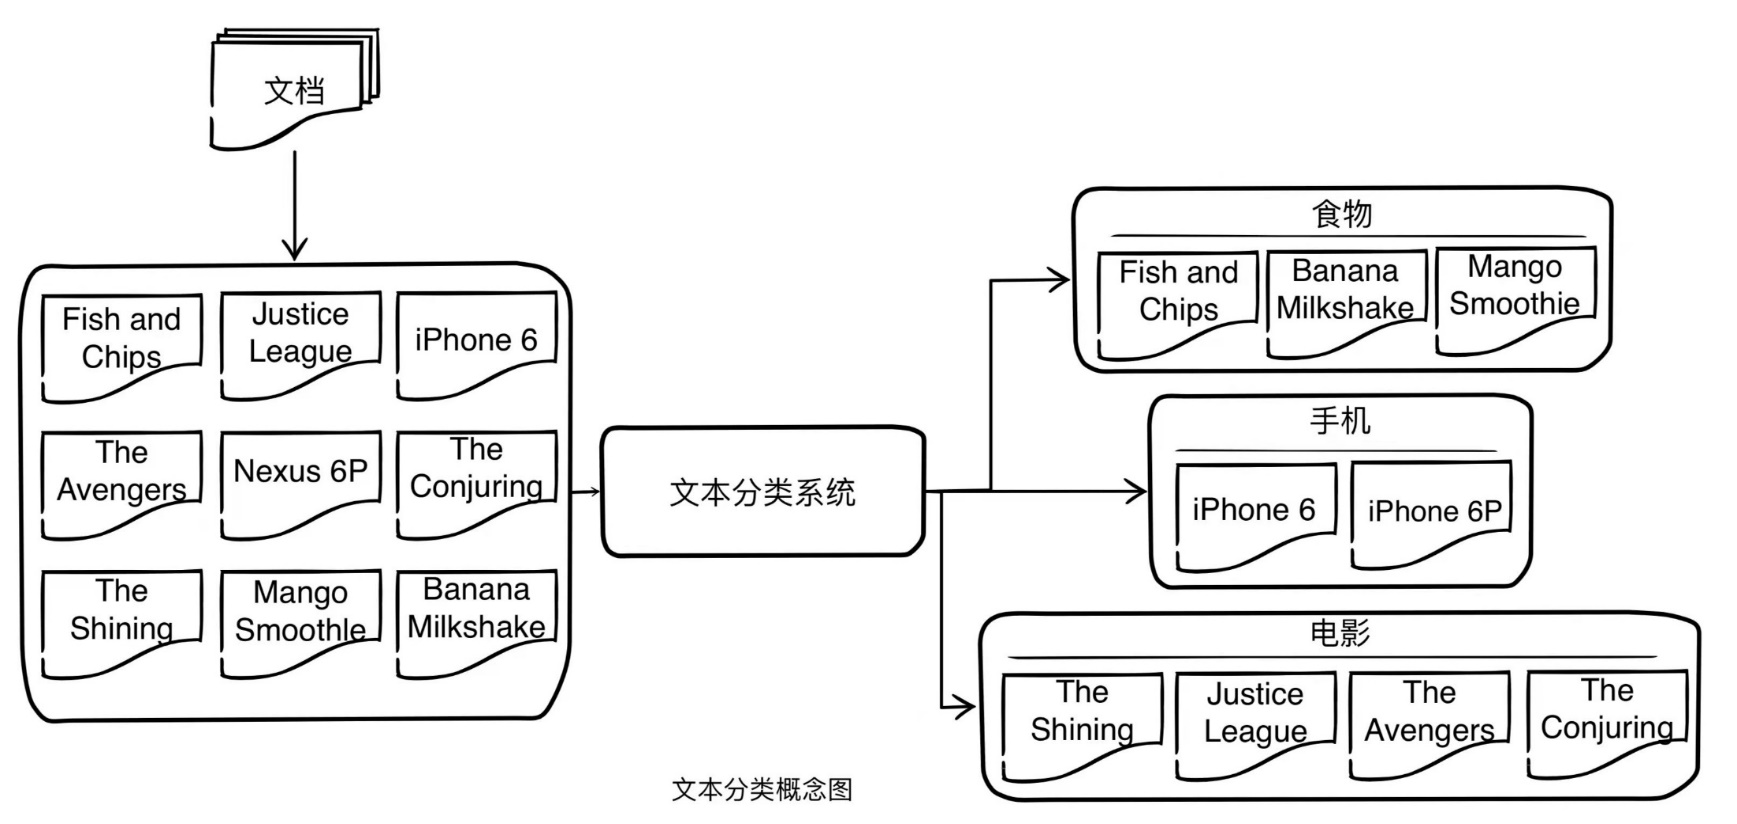 文档
Fish and
Chips
Justice
League
iPhone 6
The
Avengers
Nexus 6P
The
Conjuring
The
Shining
Mango
Smoothle
Banana
Milkshake
文本分类系统
食物
Fish and
Chips
Banana
Milkshake
Mango
Smoothie
手机
iPhone 6
iPhone 6P
电影
The
Shining
Justice
League
The
Avengers
The
Conjuring
文本分类概念图